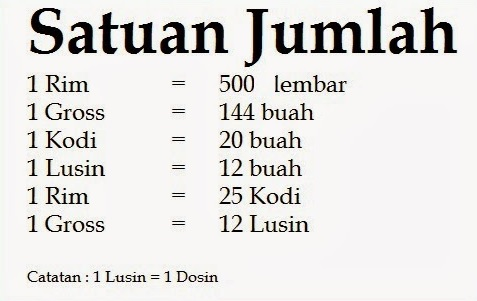 Satuan Jumlah
1 Rim = 500 lembar
1 Gross = 144 buah
1 Kodi = 20 buah
1 Lusin = 12 buah
1 Rim = 25 Kodi
1 Gross = 12 Lusin
Catatan : 1 Lusin = 1 Dosin